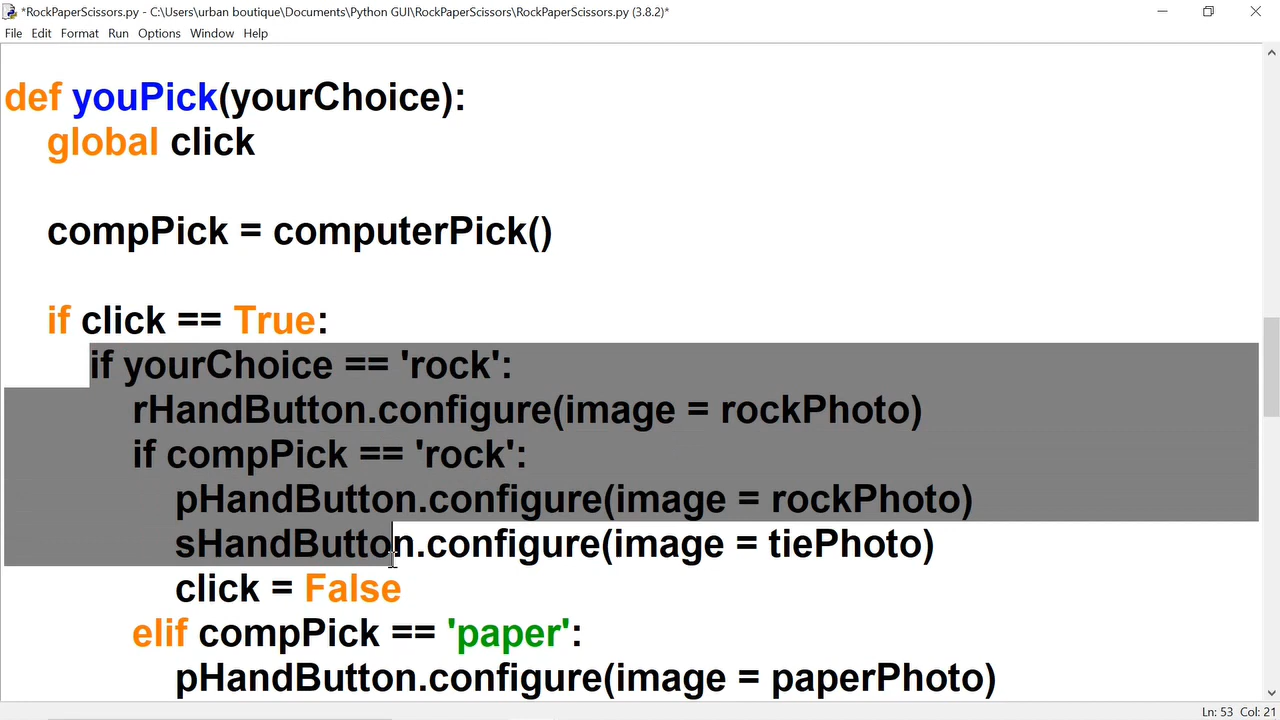 *RockPaperScissors.py - C:\Users\urban boutique\Documents\Python GUI\RockPaperScissors\RockPaperScissors.py (3.8.2)*
File Edit Format Run Options Window Help
def youPick(yourChoice):
    global click
    compPick = computerPick()
    if click == True:
        if yourChoice == 'rock':
            rHandButton.configure(image = rockPhoto)
            if compPick == 'rock':
                pHandButton.configure(image = rockPhoto)
                sHandButton.configure(image = tiePhoto)
                click = False
            elif compPick == 'paper':
                pHandButton.configure(image = paperPhoto)
Ln: 53 Col: 21